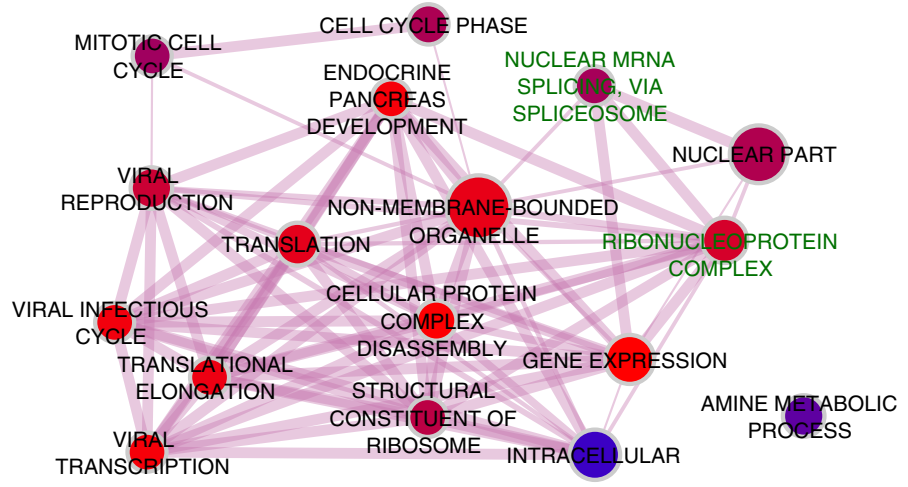 CELL CYCLE PHASE
MITOTIC CELL
CYCLE
NUCLEAR MRNA
SPLICING, VIA
SPLICEOSOME
ENDOCRINE
PANCREAS
DEVELOPMENT
NUCLEAR PART
VIRAL
REPRODUCTION
NON-MEMBRANE-BOUNDED
ORGANELLE
TRANSLATION
RIBONUCLEOPROTEIN
COMPLEX
CELLULAR PROTEIN
COMPLEX
DISASSEMBLY
VIRAL INFECTIOUS
CYCLE
GENE EXPRESSION
TRANSLATIONAL
ELONGATION
STRUCTURAL
CONSTITUENT OF
RIBOSOME
AMINE METABOLIC
PROCESS
VIRAL
TRANSCRIPTION
INTRACELLULAR